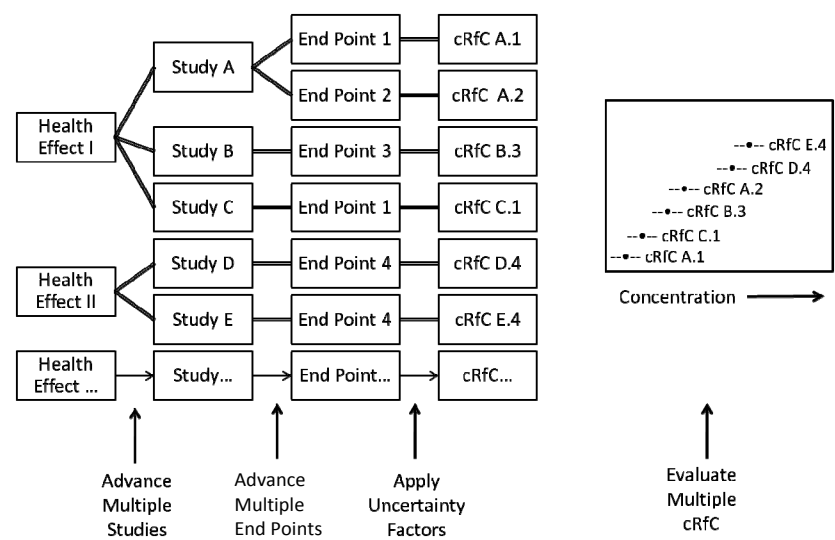 End Point 1
cRfC A.1
Study A
End Point 2
cRfC A.2
Health
Effect I
Study B
End Point 3
cRfC B.3
Study C
End Point 1
cRfC C.1
Study D
End Point 4
cRfC D.4
Health
Effect II
Study E
End Point 4
cRfC E.4
Health
Effect ...
Study...
End Point...
cRfC...
Advance
Multiple
Studies
Advance
Multiple
End Points
Apply
Uncertainty
Factors
cRfC E.4
cRfC D.4
cRfC A.2
cRfC B.3
cRfC C.1
cRfC A.1
Concentration
Evaluate
Multiple
cRfC